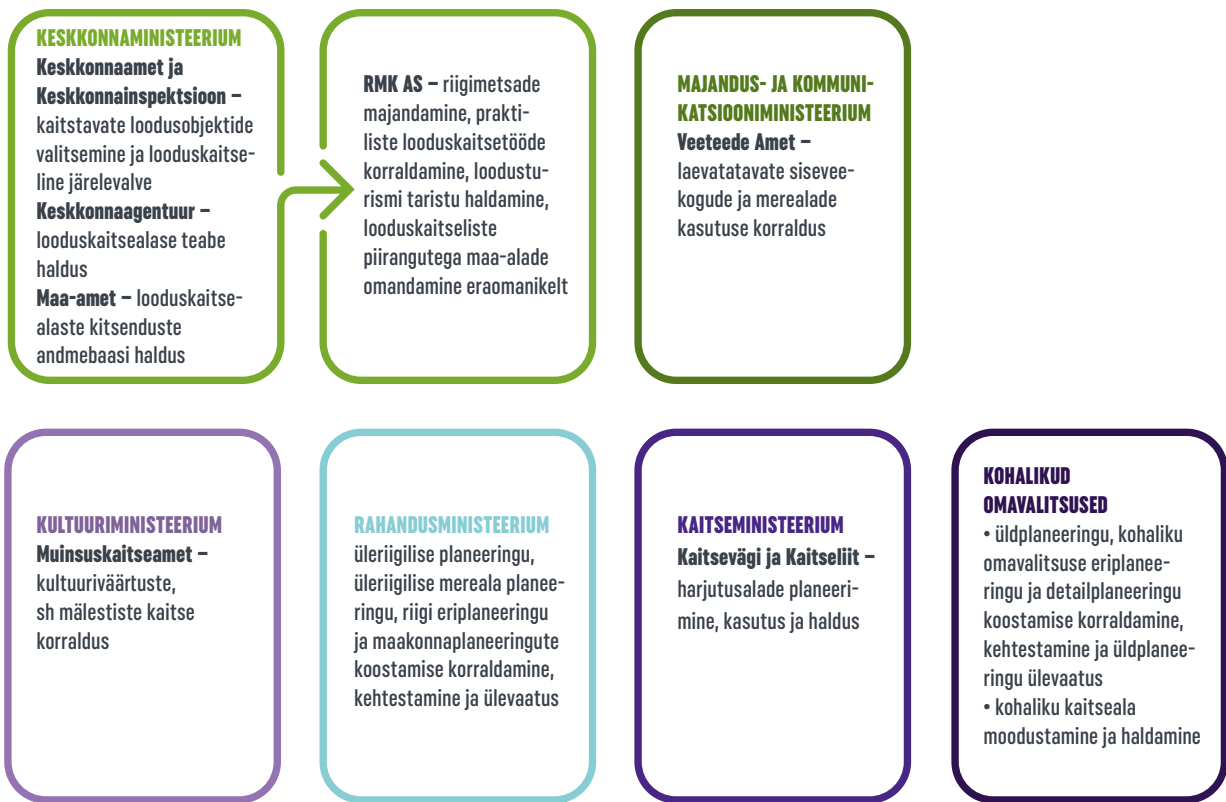 KESKKONNAMINISTEERIUM
Keskkonnaamet ja
Keskkonnainspektsioon –
kaitstavate loodusobjektide
valitsemine ja looduskaitse-
line järelevalve
Keskkonnaagentuur –
looduskaitsealase teabe
haldus
Maa-amet – looduskaitse-
alaste kitsenduste
andmebaasi haldus
RMK AS – riigimetsade
majandamine, prakti-
liste looduskaitsetööde
korraldamine, loodustu-
rismi taristu haldamine,
looduskaitseliste
piirangutega maa-alade
omandamine eraomanikelt
MAJANDUS- JA KOMMUNI-
KATSIOONIMINISTEERIUM
Veeteede Amet –
laevatatavate siseve­e-
kogude ja merealade
kasutuse korraldus
KULTUURIMINISTEERIUM
Muinsuskaitseamet –
kultuuriväärtuste,
sh mälestiste kaitse
korraldus
RAHANDUSMINISTEERIUM
üleriigilise planeeringu,
üleriigilise mereala planee-
ringu, riigi eriplaneeringu
ja maakonnaplaneeringute
koostamise korraldamine,
kehtestamine ja ülevaatus
KAITSEMINISTEERIUM
Kaitsevägi ja Kaitseliit –
harjutusalade planeeri-
mine, kasutus ja haldus
KOHALIKUD
OMAVALITSUSED
• üldplaneeringu, kohaliku
omavalitsuse eriplanee-
ringu ja detailplaneeringu
koostamise korraldamine,
kehtestamine ja üldplanee-
ringu ülevaatus
• kohaliku kaitseala
moodustamine ja haldamine